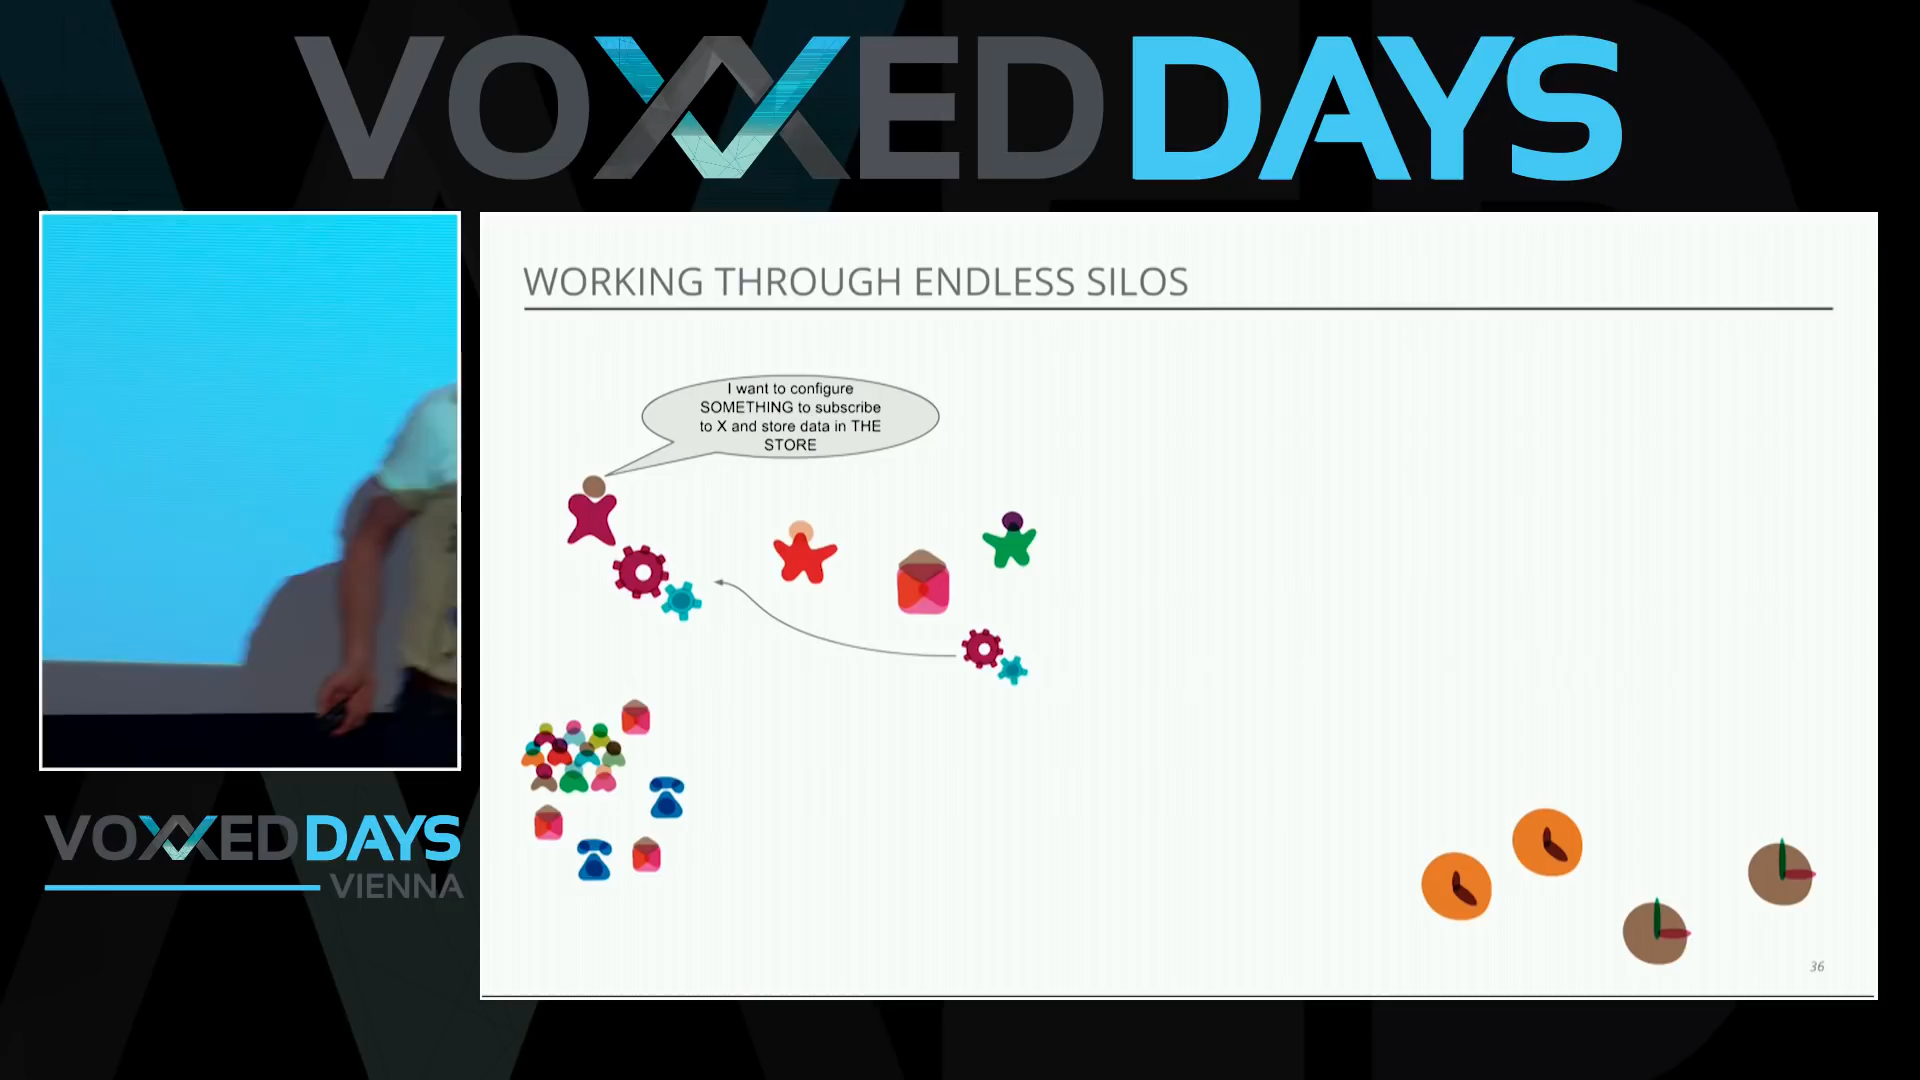 VOXXED DAYS
WORKING THROUGH ENDLESS SILOS
I want to configure
SOMETHING to subscribe
to X and store data in THE
STORE
VOXXED DAYS
VIENNA
36